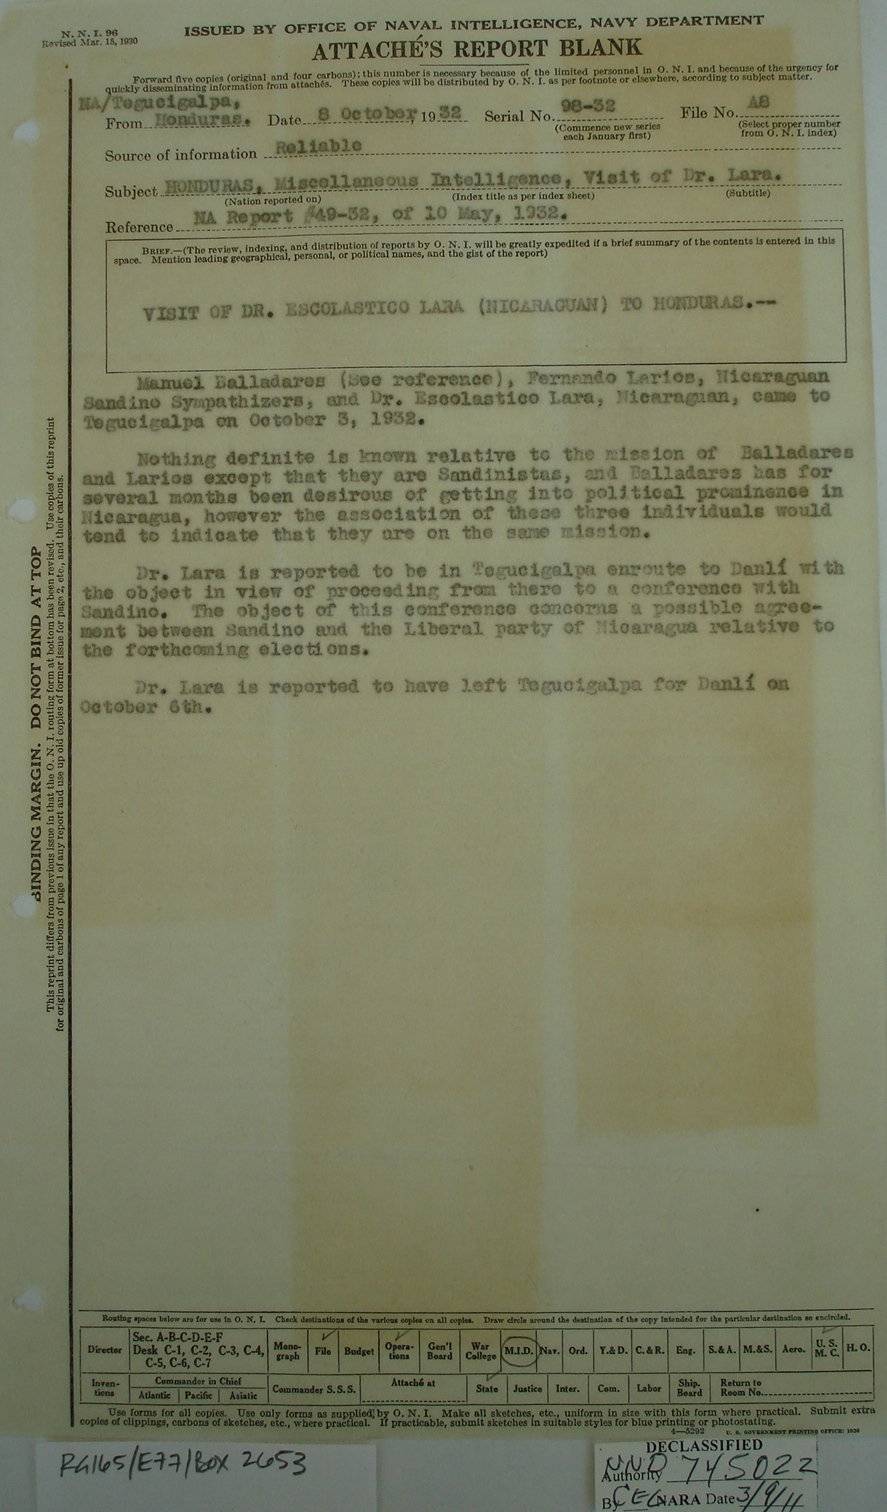 N. N. I. 96
Revised Mar. 15, 1930
ISSUED BY OFFICE OF NAVAL INTELLIGENCE, NAVY DEPARTMENT
ATTACHÉ'S REPORT BLANK
Forward five copies (original and four carbons); this number is necessary because of the limited personnel in O. N. I. and because of the urgency for
quickly disseminating information from attachés. These copies will be distributed by O. N. I. as per footnote or elsewhere, according to subject matter.
NA/Tegucigalpa,
From Honduras. Date 8 October, 1932 Serial No. 98-32 File No. A8
(Commence new series each January first) (Select proper number from O. N. I. index)
Source of information Reliable
Subject HONDURAS, Miscellaneous Intelligence, Visit of Dr. Lara.
(Nation reported on) (Index title as per index sheet) (Subtitle)
Reference NA Report #49-32, of 10 May, 1932.
BRIEF.—(The review, indexing, and distribution of reports by O. N. I. will be greatly expedited if a brief summary of the contents is entered in this
space. Mention leading geographical, personal, or political names, and the gist of the report)
VISIT OF DR. ESCOLASTICO LARA (NICARAGUAN) TO HONDURAS.--
Manuel Balladares (See reference), Fernando Larios, Nicaraguan
Sandino Sympathizers, and Dr. Escolastico Lara, Nicaraguan, came to
Tegucigalpa on October 3, 1932.
Nothing definite is known relative to the mission of Balladares
and Larios except that they are Sandinistas, and Balladares has for
several months been desirous of getting into political prominence in
Nicaragua, however the association of these three individuals would
tend to indicate that they are on the same mission.
Dr. Lara is reported to be in Tegucigalpa enroute to Danlí with
the object in view of proceeding from there to a conference with
Sandino. The object of this conference concerns a possible agree-
ment between Sandino and the Liberal party of Nicaragua relative to
the forthcoming elections.
Dr. Lara is reported to have left Tegucigalpa for Danlí on
October 6th.
BINDING MARGIN. DO NOT BIND AT TOP
This reprint differs from previous issue in that the O. N. I. routing form at bottom has been revised. Use copies of this reprint
for original and carbons of page 1 of any report and use up old copies of former issue for page 2, etc., and their carbons.
Routing spaces below are for use in O. N. I. Check destinations of the various copies on all copies. Draw circle around the destination of the copy intended for the particular destination so encircled.
Director
Sec. A-B-C-D-E-F
Desk C-1, C-2, C-3, C-4,
C-5, C-6, C-7
Monograph File Budget Operations Gen'l Board War College M.I.D. Nav. Ord. Y.&D. C.&R. Eng. S.&A. M.&S. Aero. U. S. M. C. H. O.
Inventions
Commander in Chief
Atlantic Pacific Asiatic
Commander S.S.S. Attaché at State Justice Inter. Com. Labor Ship. Board Return to Room No.
Use forms for all copies. Use only forms as supplied by O. N. I. Make all sketches, etc., uniform in size with this form where practical. Submit extra
copies of clippings, carbons of sketches, etc., where practical. If practicable, submit sketches in suitable styles for blue printing or photostating.
4—5292 U. S. GOVERNMENT PRINTING OFFICE: 1930
RG165/E77/BOX 2653
DECLASSIFIED
Authority NND 745022
By CEG NARA Date 3/9/11